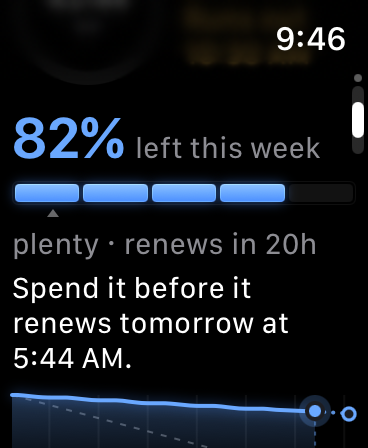 9:46
82% left this week
plenty · renews in 20h
Spend it before it
renews tomorrow at
5:44 AM.